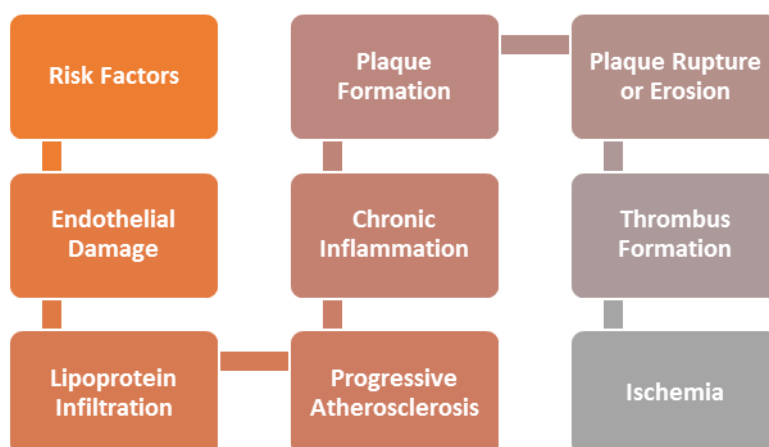 Risk Factors
Endothelial
Damage
Lipoprotein
Infiltration
Progressive
Atherosclerosis
Chronic
Inflammation
Plaque
Formation
Plaque Rupture
or Erosion
Thrombus
Formation
Ischemia